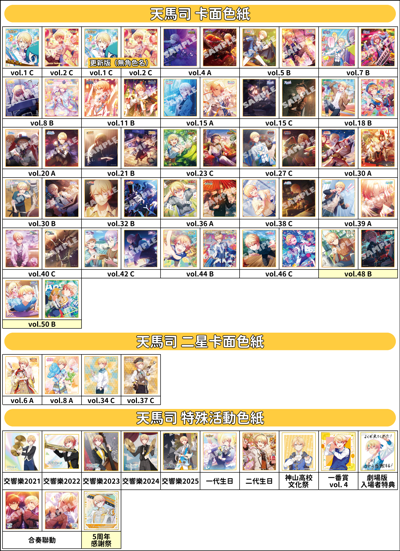 天馬司 卡面色紙
更新版（無角色名）
vol.1 C vol.2 C vol.1 C vol.2 C vol.4 A vol.5 B vol.7 B
vol.8 B vol.11 B vol.15 A vol.15 C vol.18 B
vol.20 A vol.21 B vol.23 C vol.27 C vol.30 A
vol.30 B vol.32 B vol.36 A vol.38 C vol.39 A
vol.40 C vol.42 C vol.44 B vol.46 C vol.48 B
vol.50 B
天馬司 二星卡面色紙
vol.6 A vol.8 A vol.34 C vol.37 C
天馬司 特殊活動色紙
交響樂2021 交響樂2022 交響樂2023 交響樂2024 交響樂2025 一代生日 二代生日 神山高校 一番賞 劇場版
文化祭 vol. 4 入場者特典
合奏聯動 5周年
感謝祭